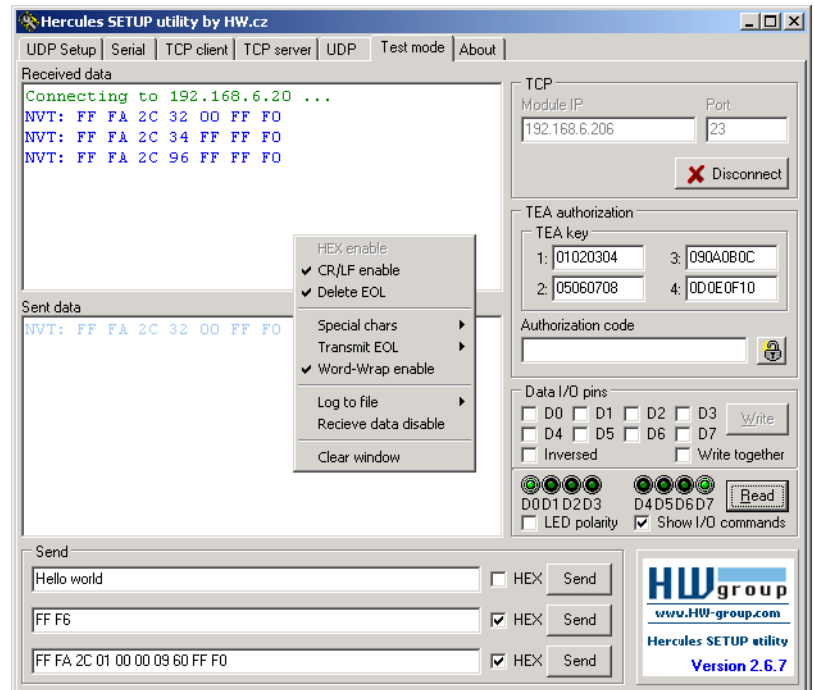 Hercules SETUP utility by HW.cz
UDP Setup Serial TCP client TCP server UDP Test mode About
Received data
Connecting to 192.168.6.20 ...
NVT: FF FA 2C 32 00 FF F0
NVT: FF FA 2C 34 FF FF F0
NVT: FF FA 2C 96 FF FF F0
HEX enable
CR/LF enable
Delete EOL
Special chars
Transmit EOL
Word-Wrap enable
Log to file
Recieve data disable
Clear window
Sent data
NVT: FF FA 2C 32 00 FF F0
TCP
Module IP Port
192.168.6.206 23
Disconnect
TEA authorization
TEA key
1: 01020304 3: 090A0B0C
2: 05060708 4: 0D0E0F10
Authorization code
Data I/O pins
D0 D1 D2 D3 Write
D4 D5 D6 D7
Inversed Write together
D0D1D2D3 D4D5D6D7 Read
LED polarity Show I/O commands
Send
Hello world HEX Send
FF F6 HEX Send
FF FA 2C 01 00 00 09 60 FF F0 HEX Send
HW group
www.HW-group.com
Hercules SETUP utility
Version 2.6.7